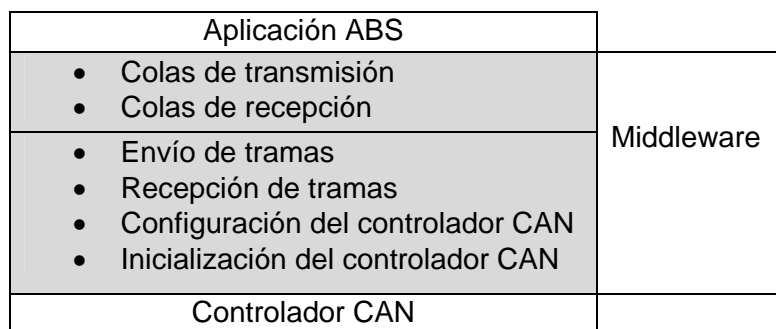 Aplicación ABS
• Colas de transmisión
• Colas de recepción
Middleware
• Envío de tramas
• Recepción de tramas
• Configuración del controlador CAN
• Inicialización del controlador CAN
Controlador CAN